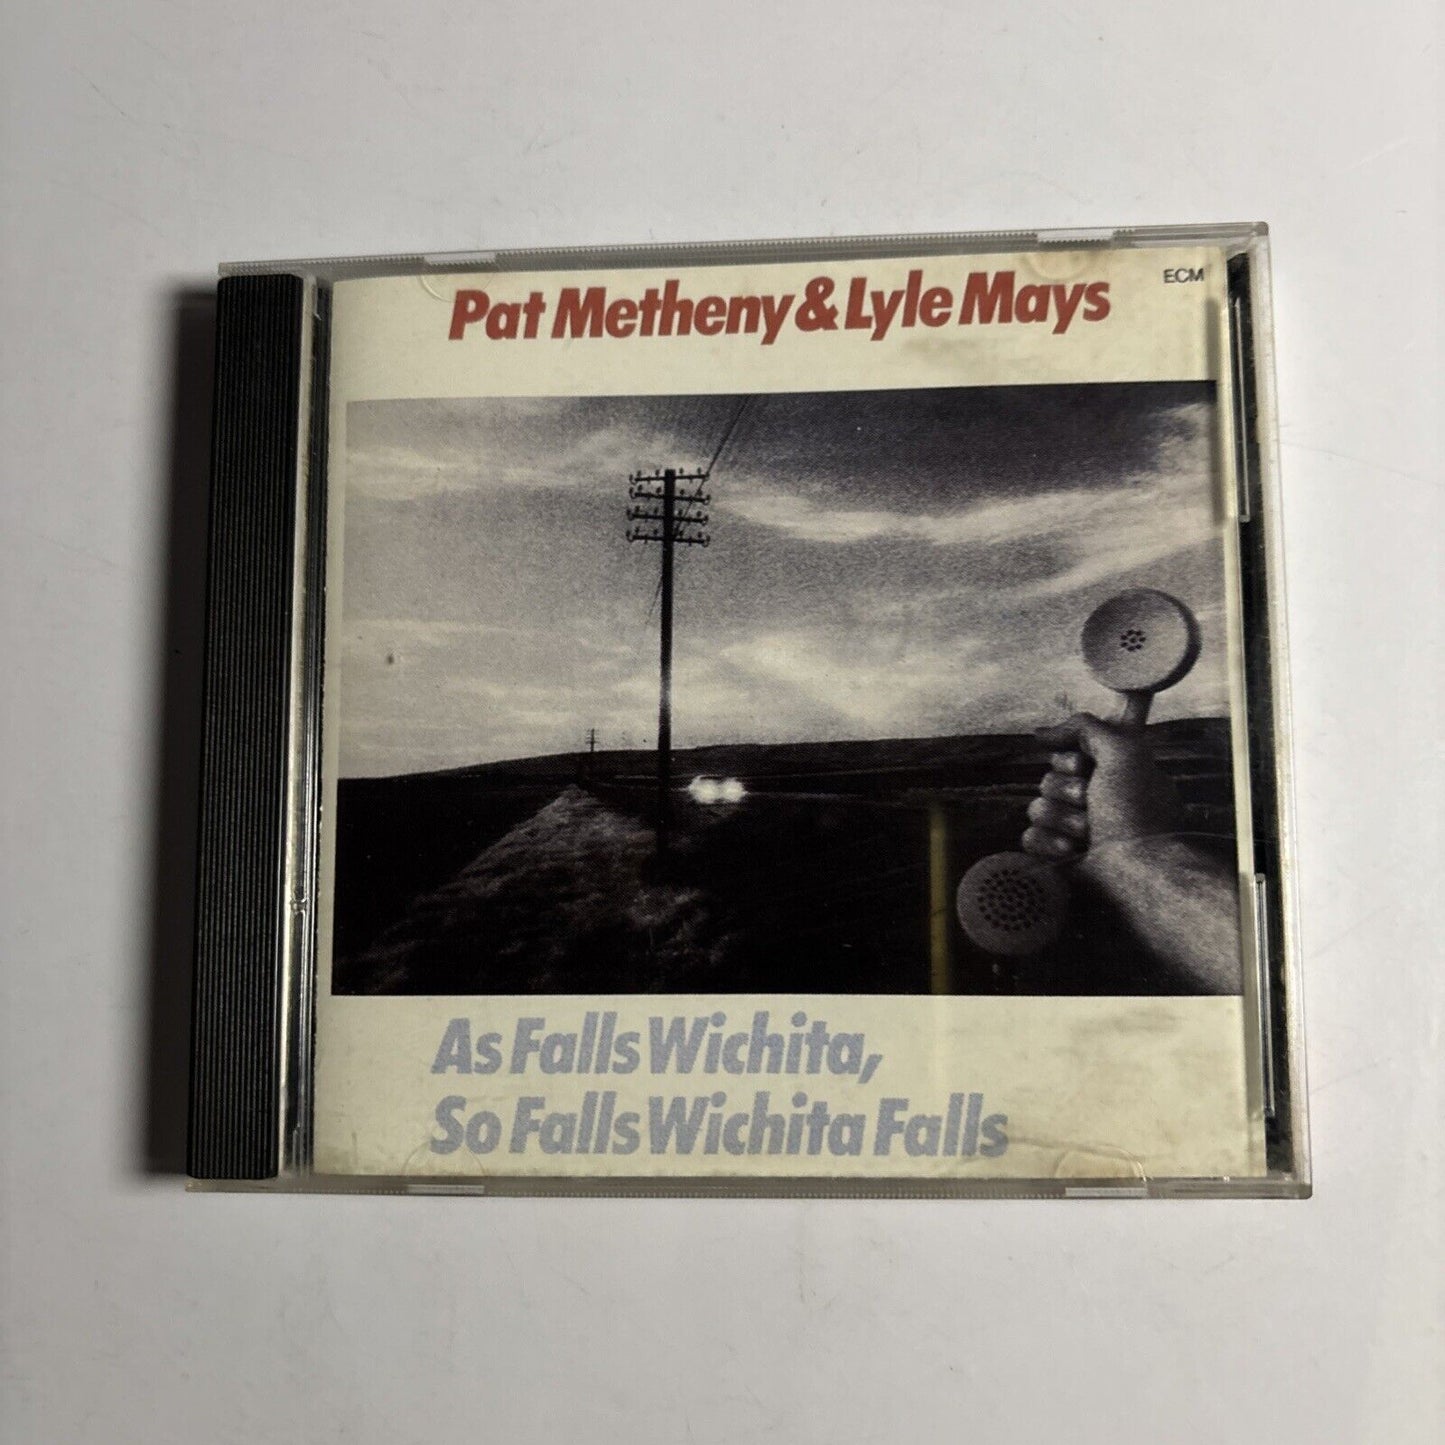 Pat Metheny & Lyle Mays
ECM
As Falls Wichita,
So Falls Wichita Falls